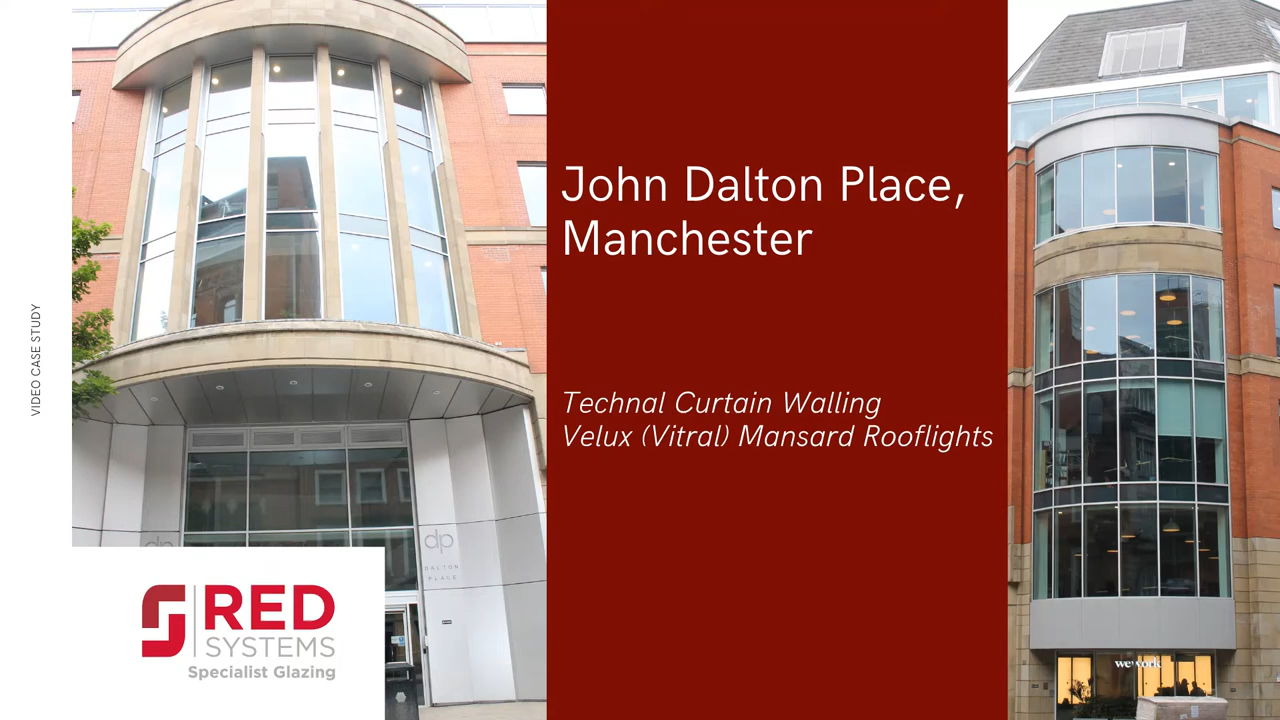 VIDEO CASE STUDY
John Dalton Place,
Manchester
Technal Curtain Walling
Velux (Vitral) Mansard Rooflights
dp
dp
DALTON
PLACE
RED
SYSTEMS
Specialist Glazing
wework